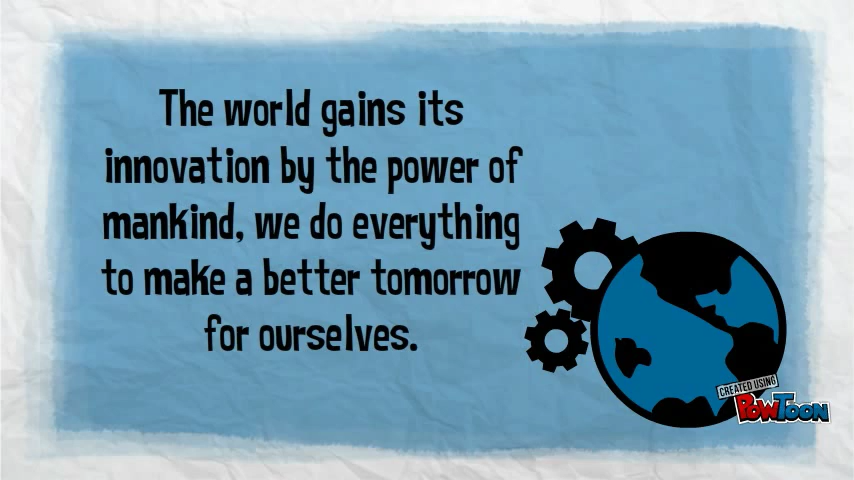 The world gains its
innovation by the power of
mankind, we do everything
to make a better tomorrow
for ourselves.
CREATED USING
POWTOON